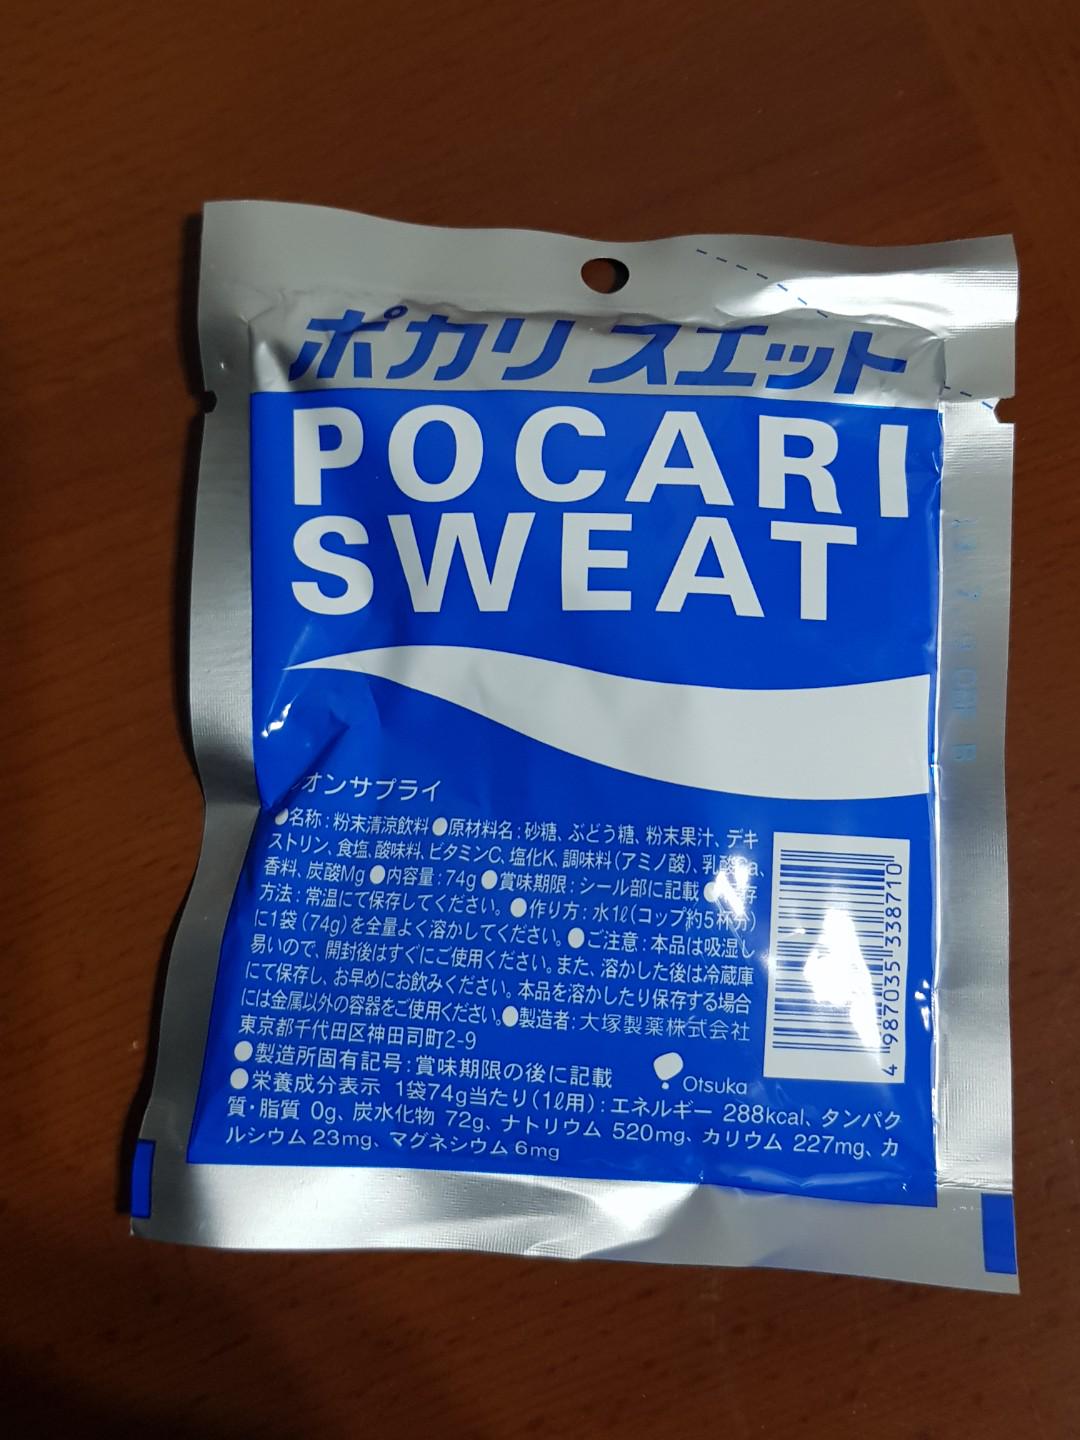 ポカリスエット
POCARI
SWEAT
オンサプライ
●名称:粉末清涼飲料●原材料名:砂糖、ぶどう糖、粉末果汁、デキ
ストリン、食塩、酸味料、ビタミンC、塩化K、調味料(アミノ酸)、
香料、炭酸Mg●内容量:74g●賞味期限:シール部に記載
方法:常温にて保存してください。●作り方:水1ℓ(コップ約5杯分)
に1袋(74g)を全量よく溶かしてください。●ご注意:本品は吸湿し
易いので、開封後はすぐにご使用ください。また、溶かした後は冷蔵庫
にて保存し、お早めにお飲みください。本品を溶かしたり保存する場合
には金属以外の容器をご使用ください。●製造者:大塚製薬株式会社
東京都千代田区神田司町2-9
●製造所固有記号:賞味期限の後に記載
Otsuka
●栄養成分表示 1袋74g当たり(1ℓ用):エネルギー 288kcal、タンパク
質・脂質 0g、炭水化物 72g、ナトリウム 520mg、カリウム 227mg、カ
ルシウム 23mg、マグネシウム 6mg
4 987035 338710